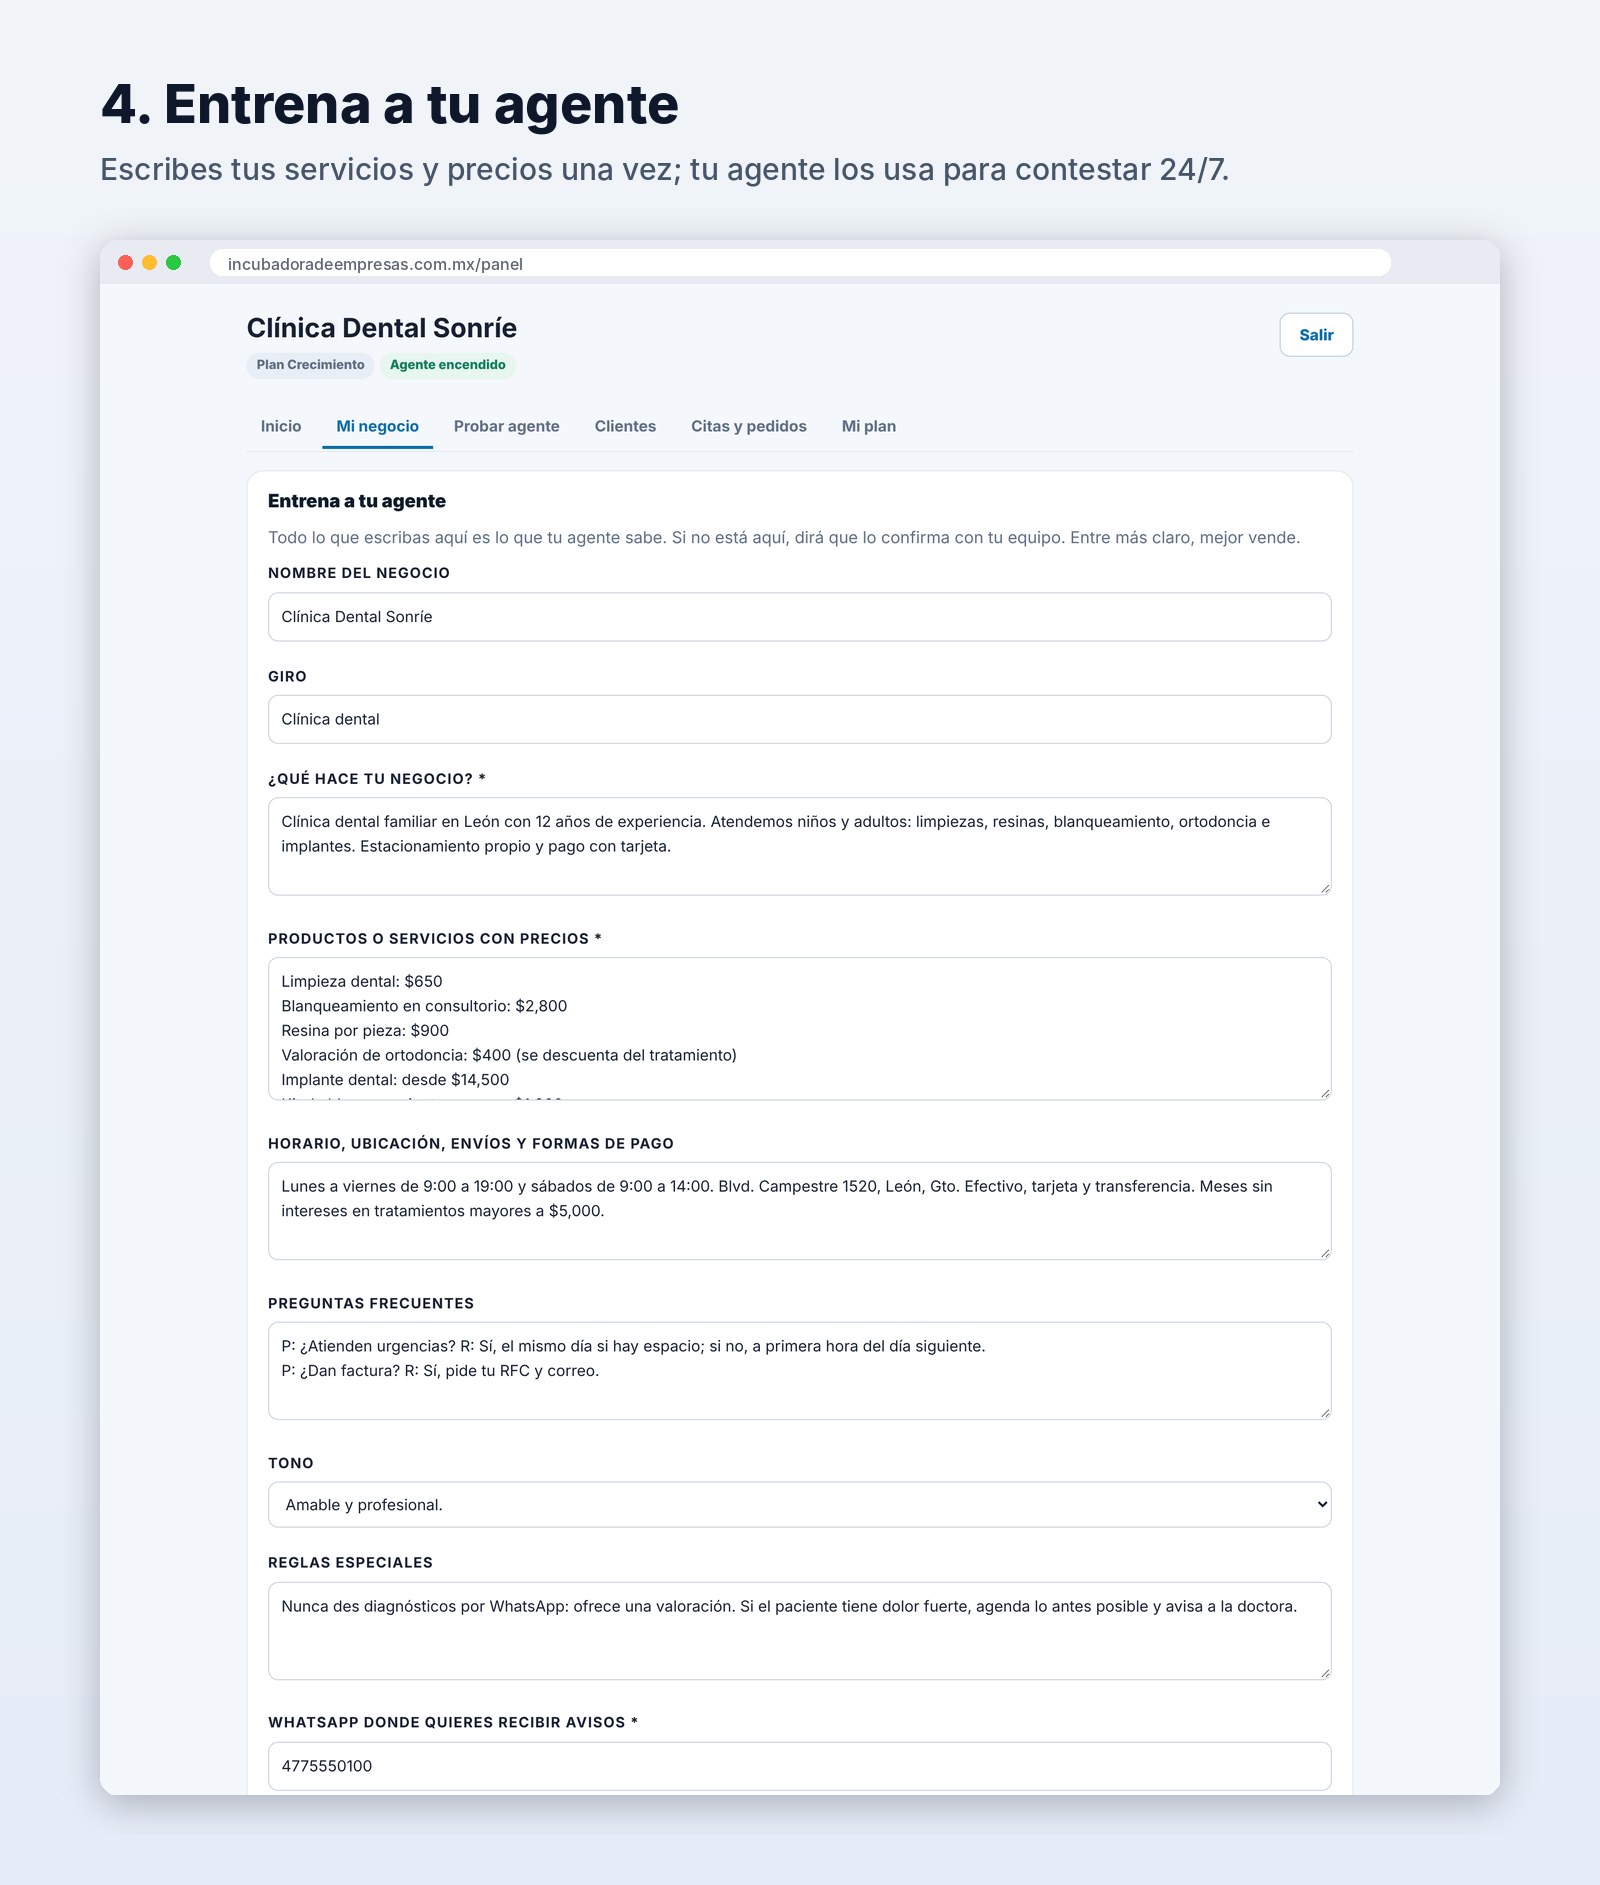 4. Entrena a tu agente
Escribes tus servicios y precios una vez; tu agente los usa para contestar 24/7.
incubadoradeempresas.com.mx/panel
Clínica Dental Sonríe
Salir
Plan Crecimiento
Agente encendido
Inicio
Mi negocio
Probar agente
Clientes
Citas y pedidos
Mi plan
Entrena a tu agente
Todo lo que escribas aquí es lo que tu agente sabe. Si no está aquí, dirá que lo confirma con tu equipo. Entre más claro, mejor vende.
NOMBRE DEL NEGOCIO
Clínica Dental Sonríe
GIRO
Clínica dental
¿QUÉ HACE TU NEGOCIO? *
Clínica dental familiar en León con 12 años de experiencia. Atendemos niños y adultos: limpiezas, resinas, blanqueamiento, ortodoncia e
implantes. Estacionamiento propio y pago con tarjeta.
PRODUCTOS O SERVICIOS CON PRECIOS *
Limpieza dental: $650
Blanqueamiento en consultorio: $2,800
Resina por pieza: $900
Valoración de ortodoncia: $400 (se descuenta del tratamiento)
Implante dental: desde $14,500
HORARIO, UBICACIÓN, ENVÍOS Y FORMAS DE PAGO
Lunes a viernes de 9:00 a 19:00 y sábados de 9:00 a 14:00. Blvd. Campestre 1520, León, Gto. Efectivo, tarjeta y transferencia. Meses sin
intereses en tratamientos mayores a $5,000.
PREGUNTAS FRECUENTES
P: ¿Atienden urgencias? R: Sí, el mismo día si hay espacio; si no, a primera hora del día siguiente.
P: ¿Dan factura? R: Sí, pide tu RFC y correo.
TONO
Amable y profesional.
REGLAS ESPECIALES
Nunca des diagnósticos por WhatsApp: ofrece una valoración. Si el paciente tiene dolor fuerte, agenda lo antes posible y avisa a la doctora.
WHATSAPP DONDE QUIERES RECIBIR AVISOS *
4775550100